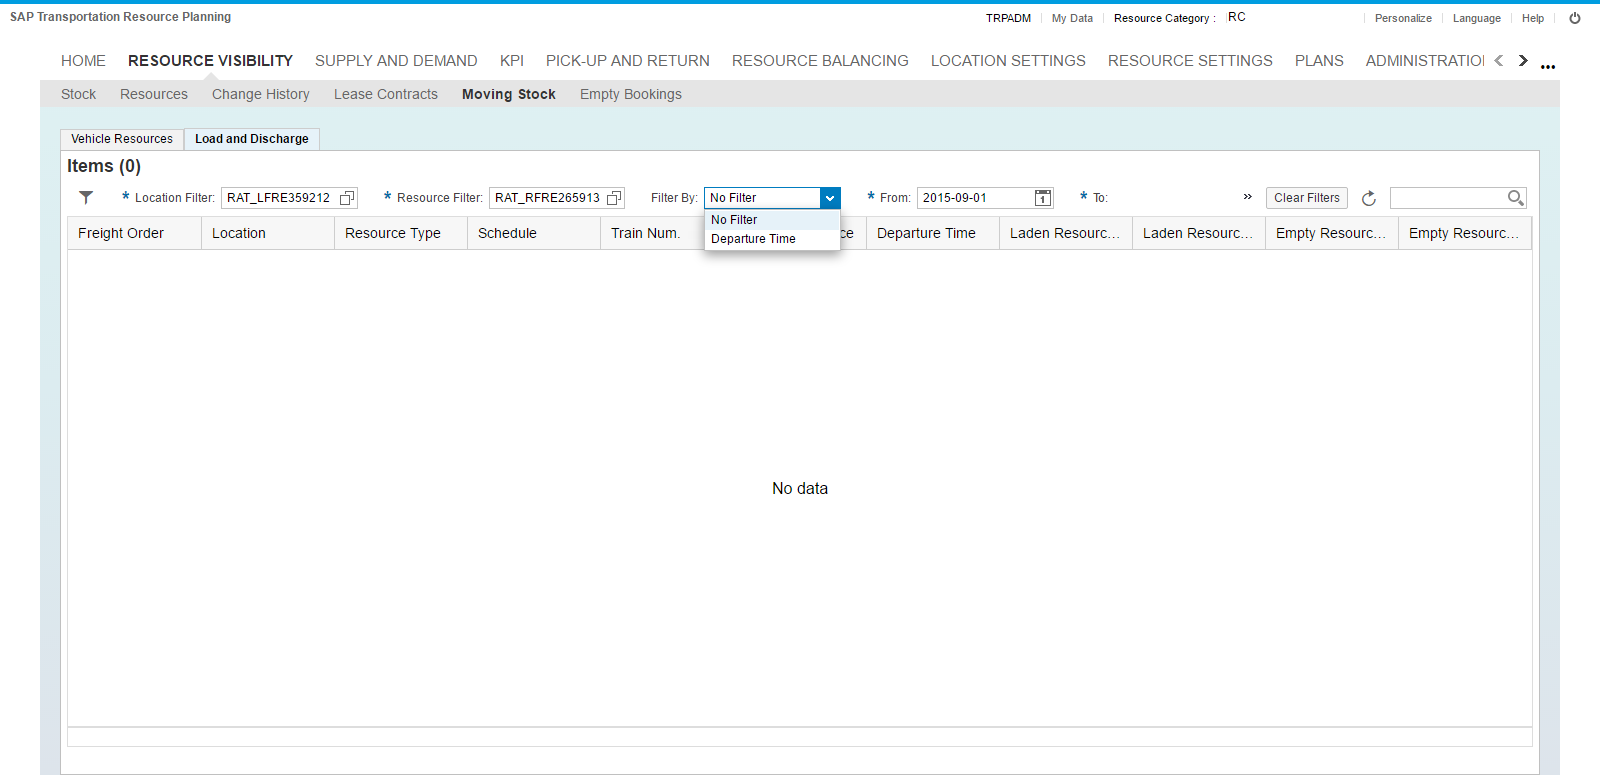 SAP Transportation Resource Planning
TRPADM My Data Resource Category : RC Personalize Language Help
HOME RESOURCE VISIBILITY SUPPLY AND DEMAND KPI PICK-UP AND RETURN RESOURCE BALANCING LOCATION SETTINGS RESOURCE SETTINGS PLANS ADMINISTRATIO
Stock Resources Change History Lease Contracts Moving Stock Empty Bookings
Vehicle Resources Load and Discharge
Items (0)
* Location Filter: RAT_LFRE359212 * Resource Filter: RAT_RFRE265913 Filter By: No Filter * From: 2015-09-01 * To: » Clear Filters
No Filter
Departure Time
Freight Order Location Resource Type Schedule Train Num. ce Departure Time Laden Resourc... Laden Resourc... Empty Resourc... Empty Resourc...
No data